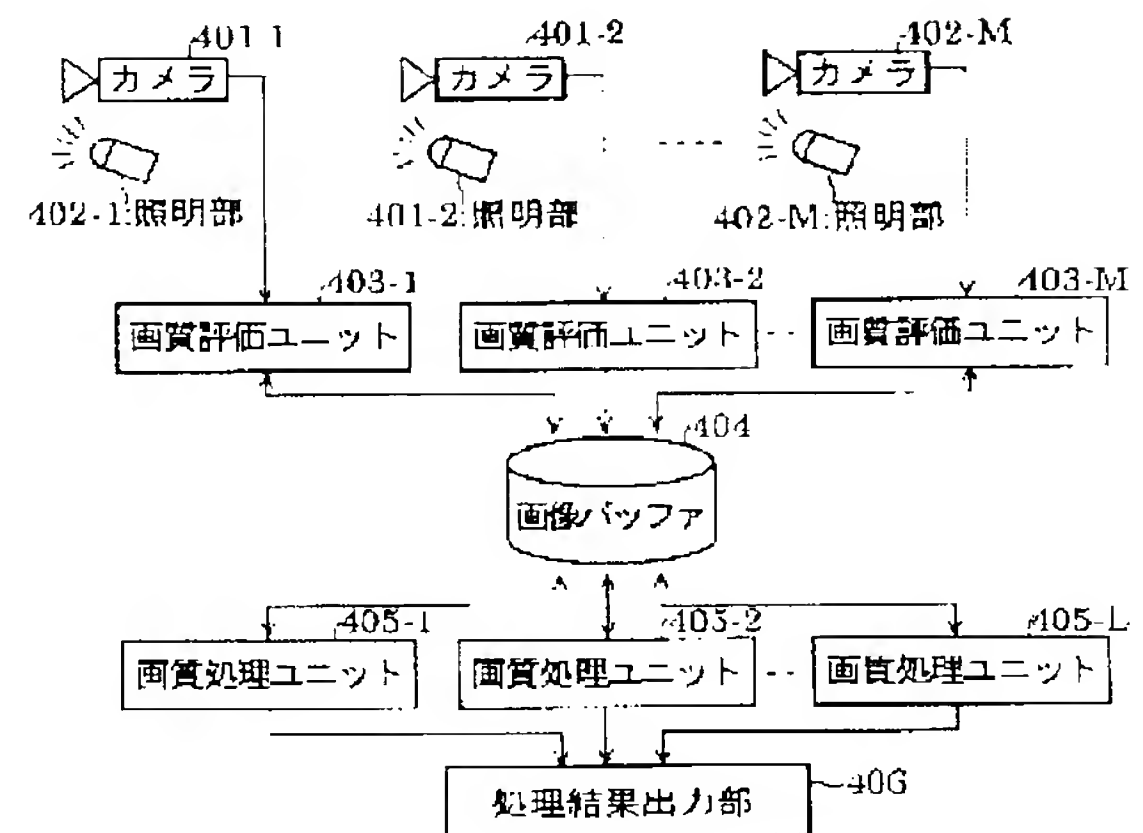 401-1 401-2 402-M
カメラ カメラ カメラ
402-1:照明部 401-2:照明部 402-M:照明部
403-1 403-2 403-M
画質評価ユニット 画質評価ユニット 画質評価ユニット
404
画像バッファ
405-1 405-2 405-L
画質処理ユニット 画質処理ユニット 画質処理ユニット
処理結果出力部 406